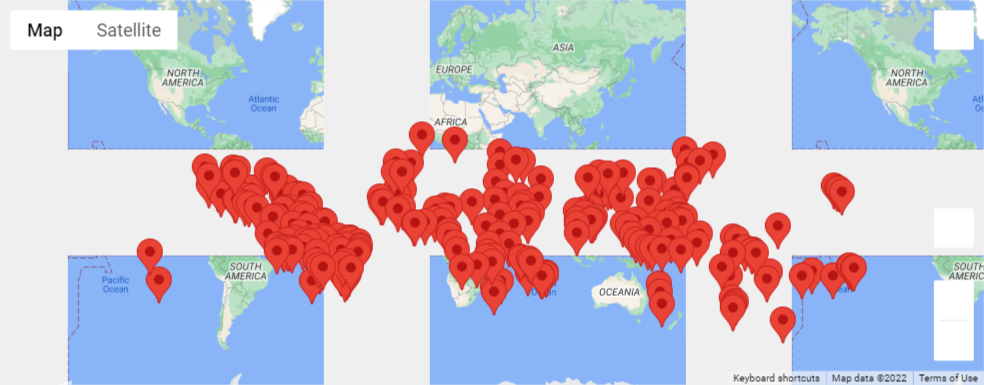 Map Satellite
ASIA
NORTH
AMERICA
EUROPE
NORTH
AMERICA
Atlantic
Ocean
AFRICA
SOUTH
AMERICA
Pacific
Ocean
OCEANIA
SOUTH
Keyboard shortcuts Map data ©2022 Terms of Use